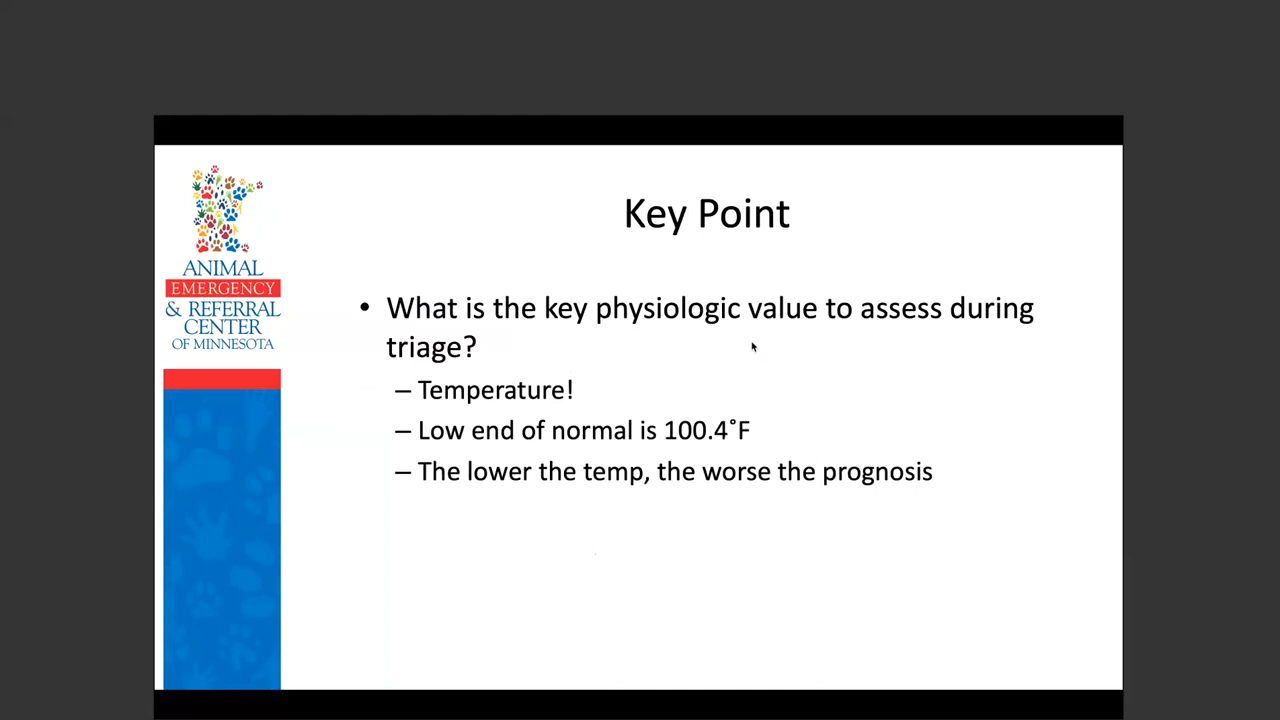 ANIMAL
EMERGENCY
& REFERRAL
CENTER
OF MINNESOTA
Key Point
• What is the key physiologic value to assess during
triage?
– Temperature!
– Low end of normal is 100.4˚F
– The lower the temp, the worse the prognosis